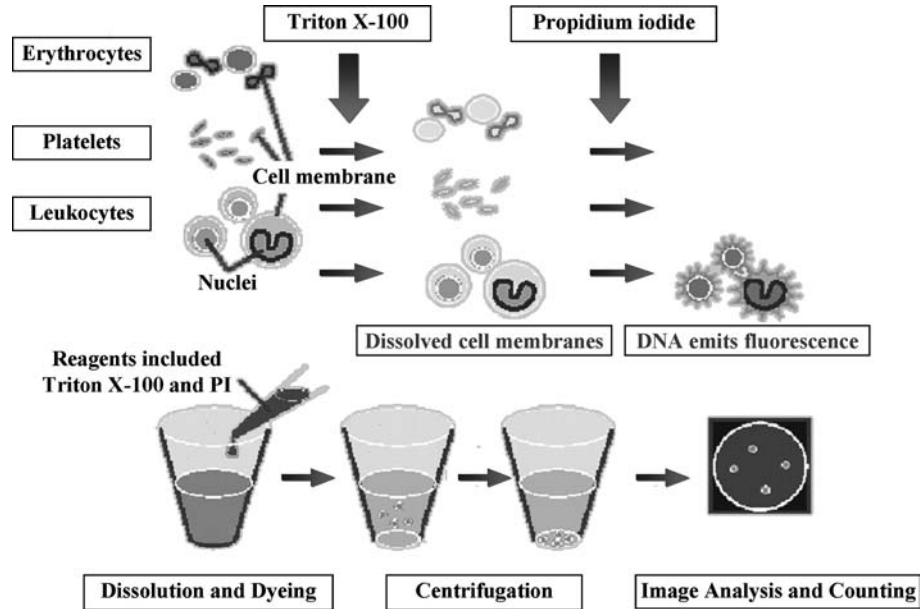 Triton X-100
Propidium iodide
Erythrocytes
Platelets
Cell membrane
Leukocytes
Nuclei
Dissolved cell membranes
DNA emits fluorescence
Reagents included
Triton X-100 and PI
Dissolution and Dyeing
Centrifugation
Image Analysis and Counting